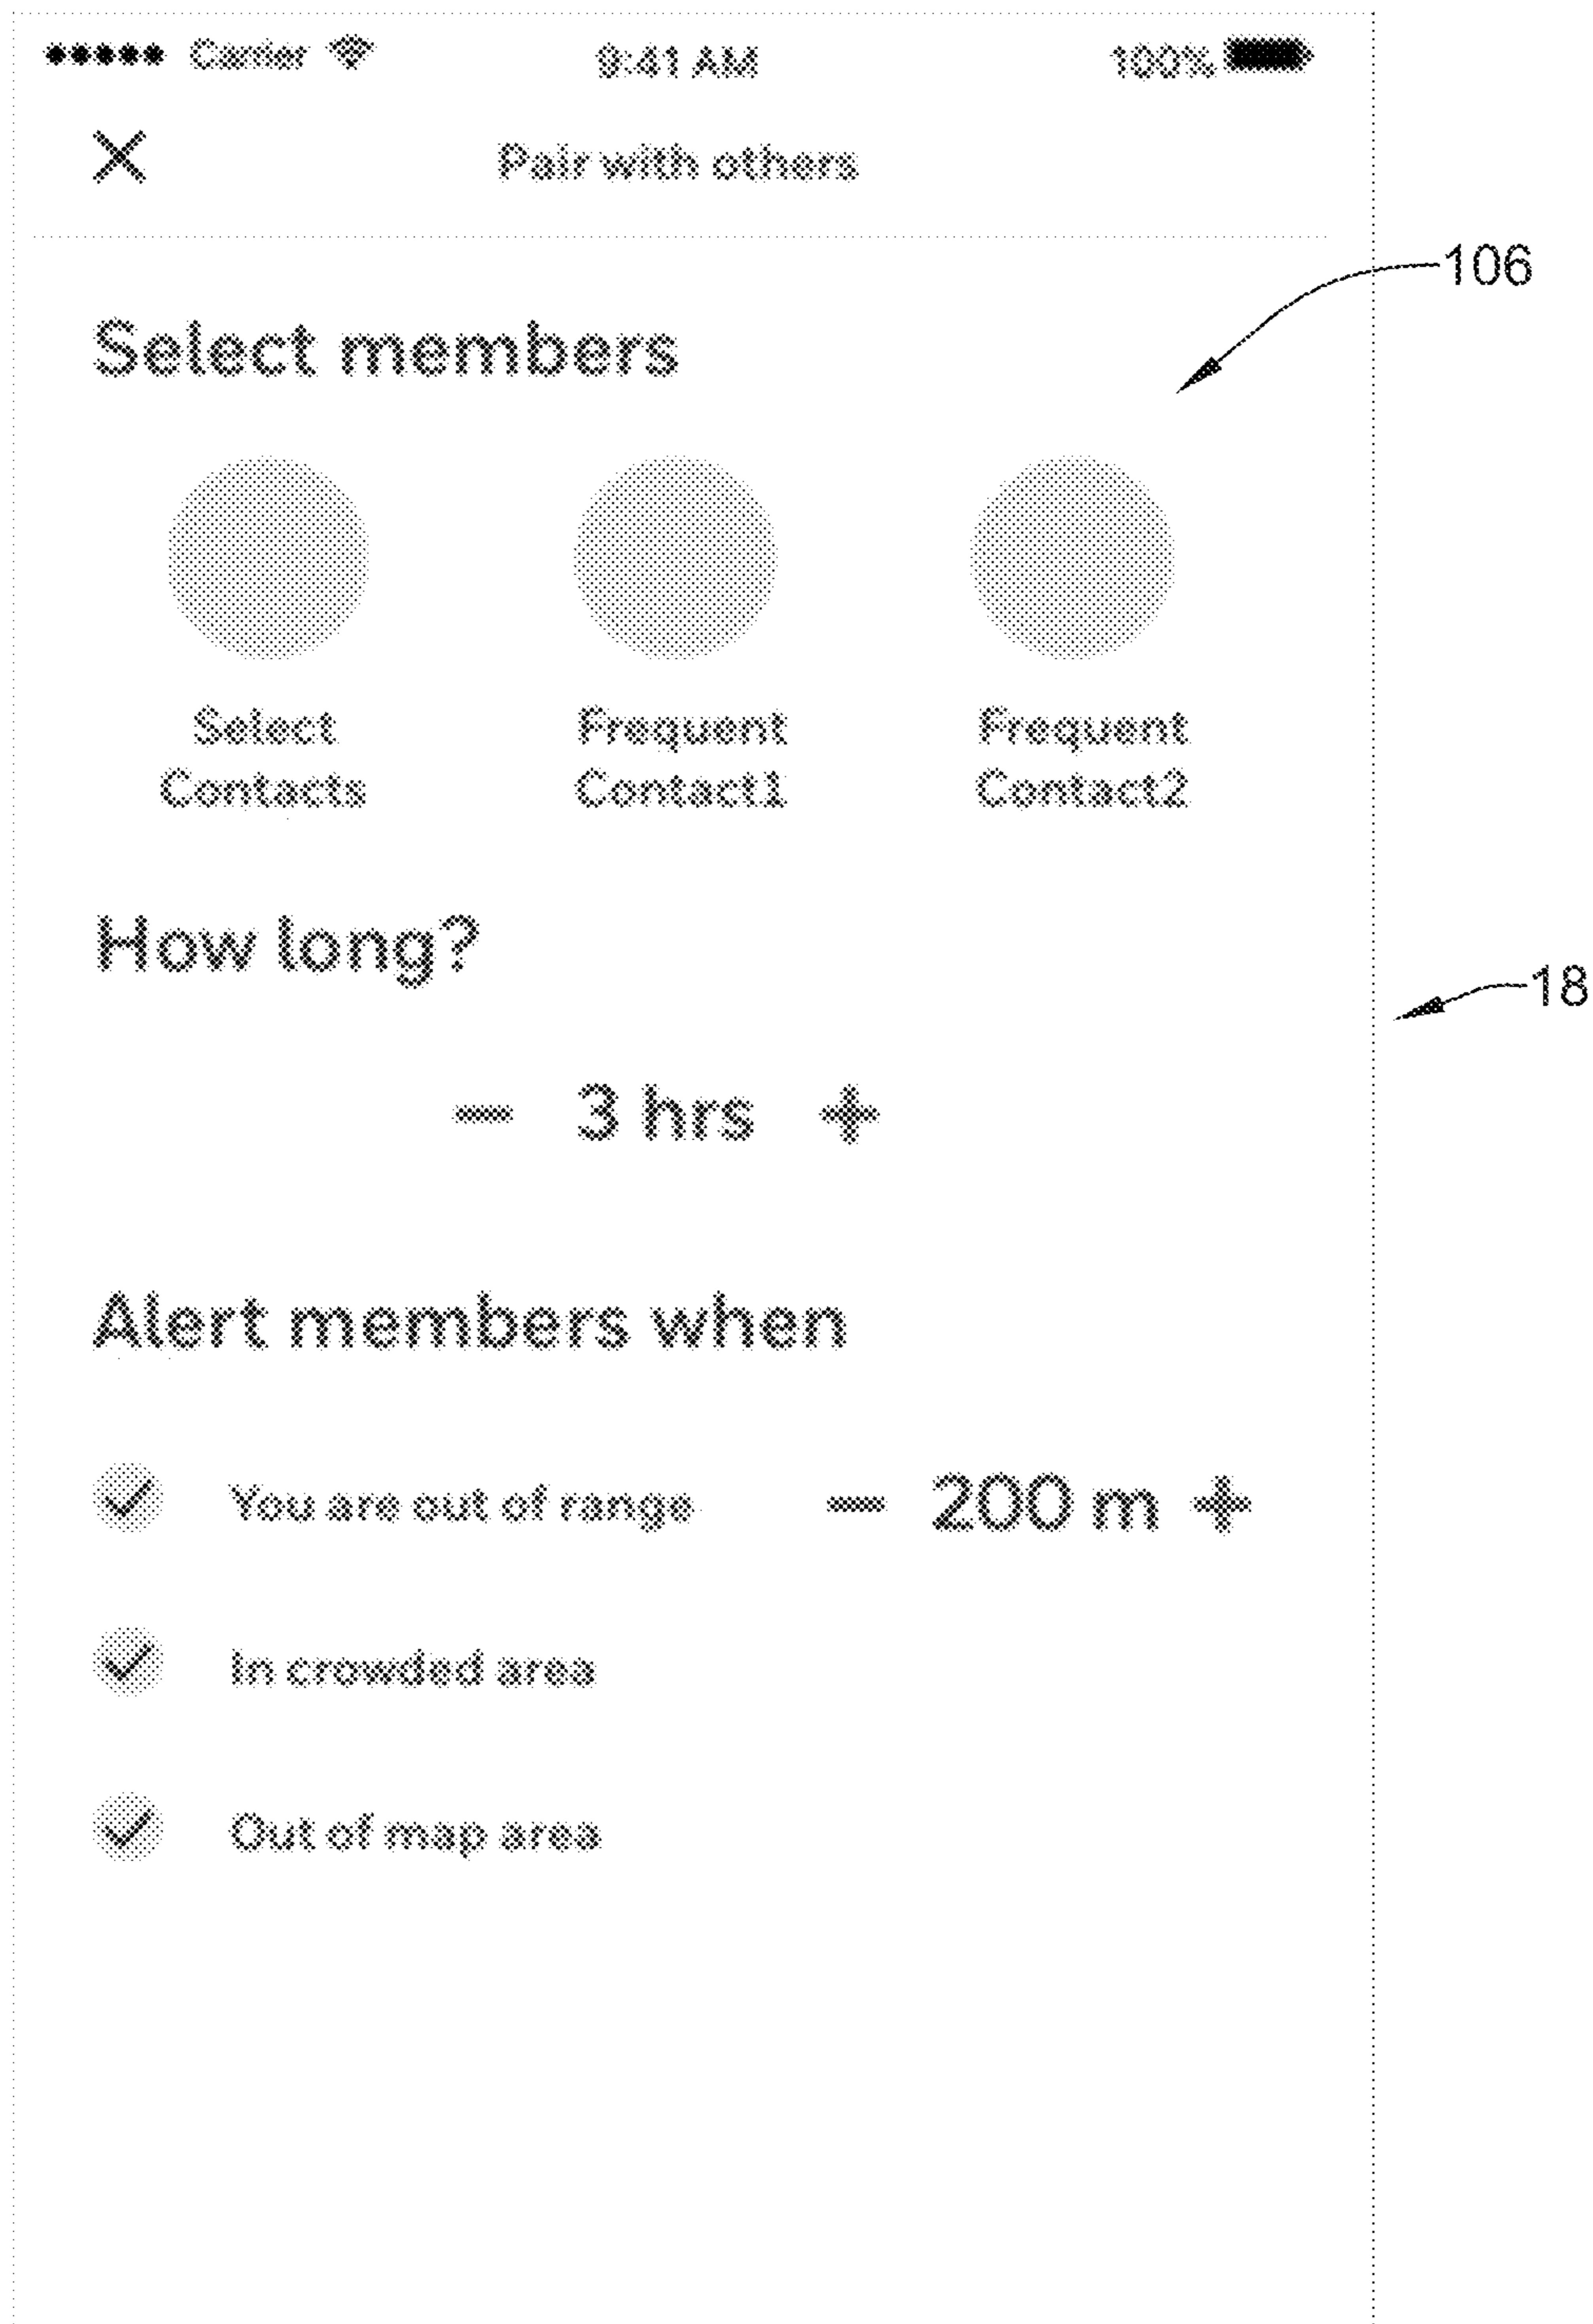 Carrier 9:41 AM 100%
Pair with others
106
Select members
Select Frequent Frequent
Contacts Contact1 Contact2
How long?
18
− 3 hrs +
Alert members when
You are out of range − 200 m +
In crowded area
Out of map area